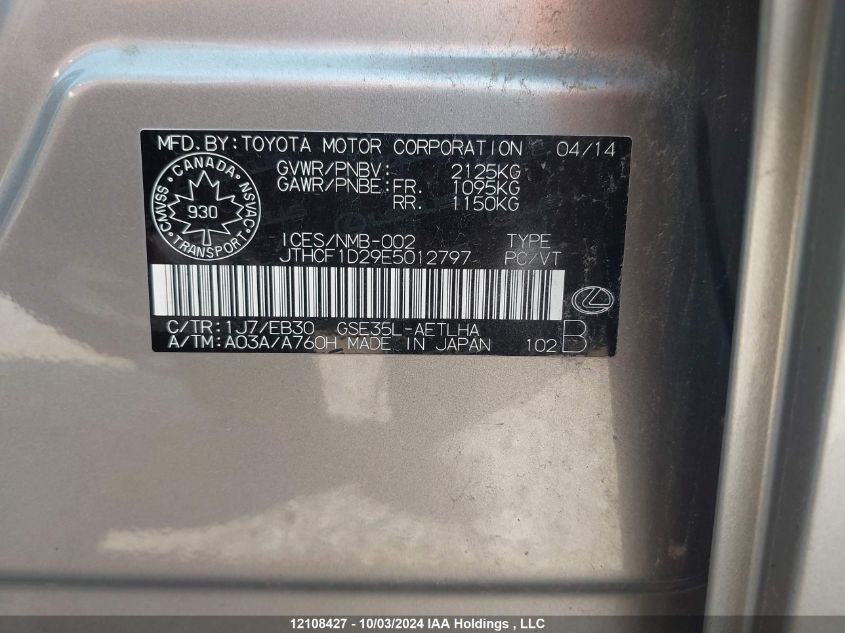 MFD.BY:TOYOTA MOTOR CORPORATION 04/14
GVWR/PNBV: 2125KG
GAWR/PNBE:FR. 1095KG
RR. 1150KG
CANADA
CMVSS 930 NSVAC
TRANSPORT
ICES/NMB-002 TYPE
JTHCF1D29E5012797 PC/VT
C/TR:1J7/EB30 GSE35L-AETLHA
A/TM:A03A/A760H MADE IN JAPAN 102 B
12108427 - 10/03/2024 IAA Holdings , LLC